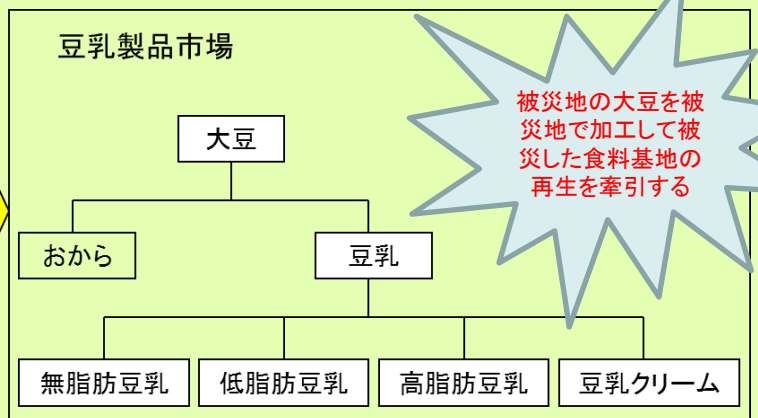 豆乳製品市場
被災地の大豆を被
災地で加工して被
災した食料基地の
再生を牽引する
大豆
おから
豆乳
無脂肪豆乳
低脂肪豆乳
高脂肪豆乳
豆乳クリーム